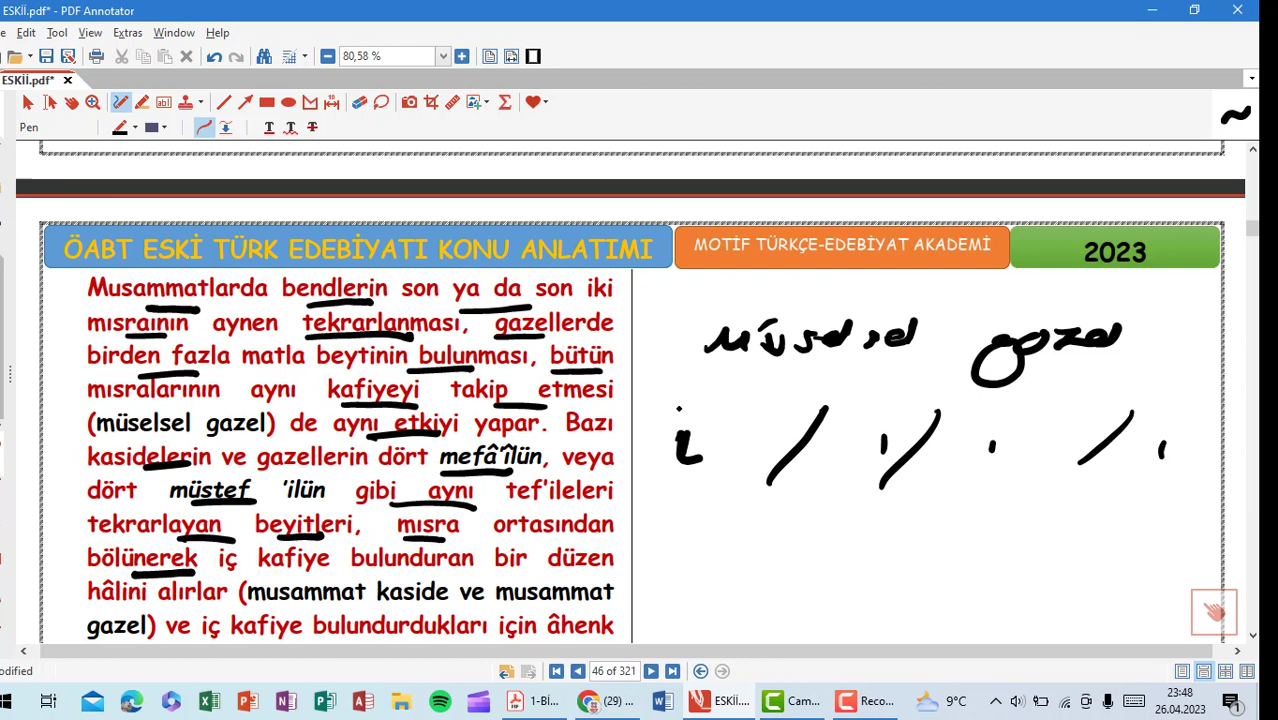 ESKİİ.pdf* - PDF Annotator
Edit Tool View Extras Window Help
80,58 %
ESKİİ.pdf*
Pen
ÖABT ESKİ TÜRK EDEBİYATI KONU ANLATIMI
MOTİF TÜRKÇE-EDEBİYAT AKADEMİ
2023
Musammatlarda bendlerin son ya da son iki
mısraının aynen tekrarlanması, gazellerde
birden fazla matla beytinin bulunması, bütün
mısralarının aynı kafiyeyi takip etmesi
(müselsel gazel) de aynı etkiyi yapar. Bazı
kasidelerin ve gazellerin dört mefâ'îlün, veya
dört müstef 'ilün gibi aynı tef'ileleri
tekrarlayan beyitleri, mısra ortasından
bölünerek iç kafiye bulunduran bir düzen
hâlini alırlar (musammat kaside ve musammat
gazel) ve iç kafiye bulundurdukları için âhenk
müselsel gazel
odified
46 of 321
1-Bİ...
(29) ...
ESKİİ....
Cam...
Reco...
9°C
23:48
26.04.2023